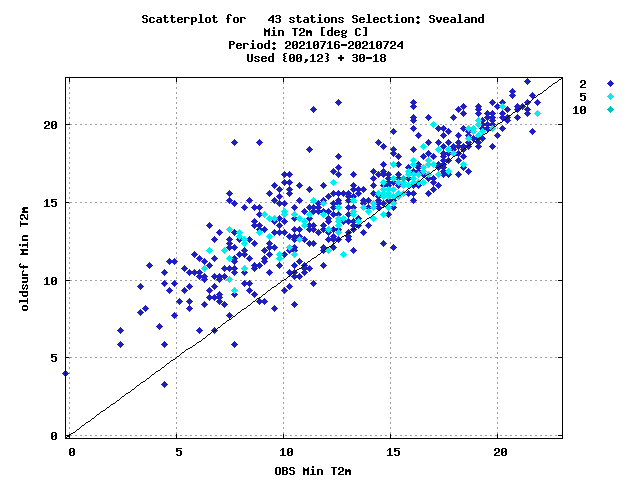 Scatterplot for   43 stations Selection: Svealand
Min T2m [deg C]
Period: 20210716-20210724
Used {00,12} + 30-18
2
5
10
20
15
10
5
0
oldsurf Min T2m
0 5 10 15 20
OBS Min T2m